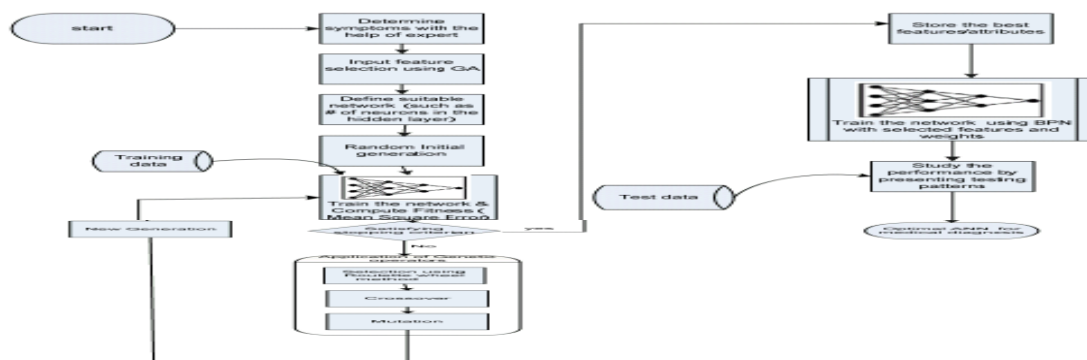 start
Determine
symptoms with the
help of expert
Input feature
selection using GA
Define suitable
network (such as
# of neurons in the
hidden layer)
Random Initial
generation
Training
data
Train the network &
Compute Fitness (
Mean Square Error)
New Generation
Satisfying
stopping criterian
yes
No
Application of Genetic
operators
Selection using
Roulette wheel
method
Crossover
Mutation
Store the best
features/attributes
Train the network using BPN
with selected features and
weights
Test data
Study the
performance by
presenting testing
patterns
Optimal ANN for
medical diagnosis